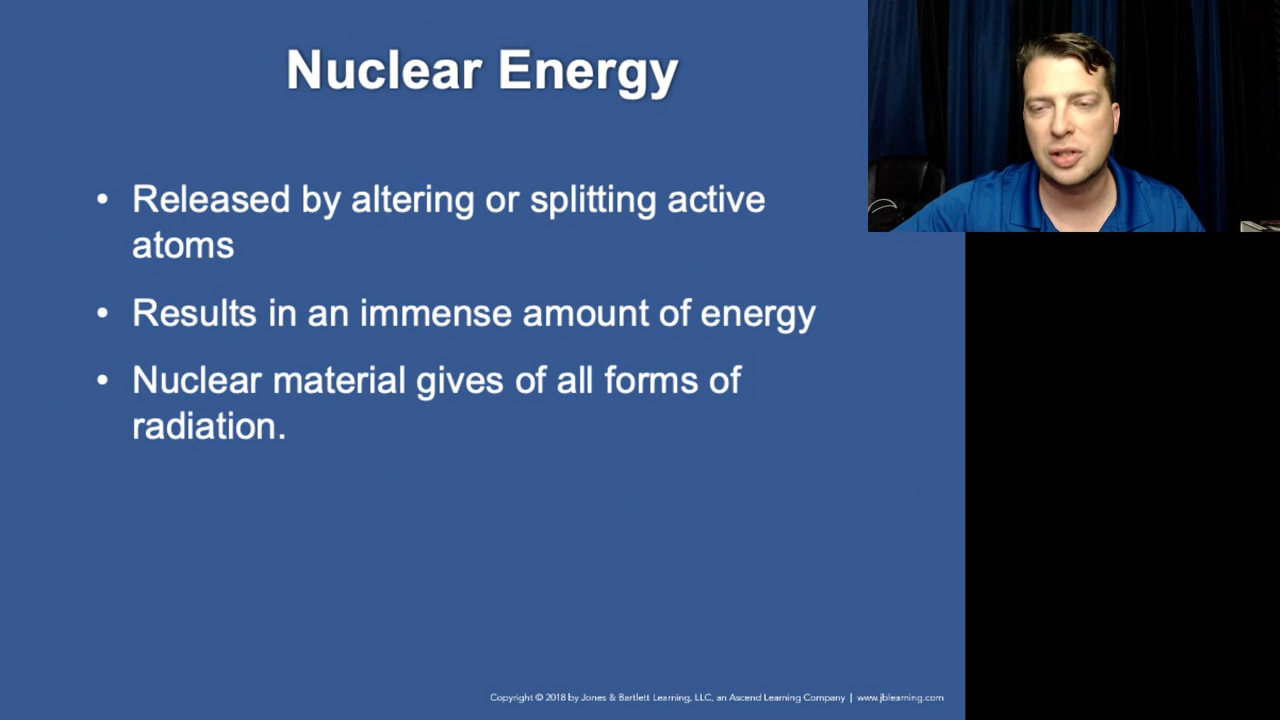 Nuclear Energy
• Released by altering or splitting active
atoms
• Results in an immense amount of energy
• Nuclear material gives of all forms of
radiation.
Copyright © 2018 by Jones & Bartlett Learning, LLC, an Ascend Learning Company | www.jblearning.com